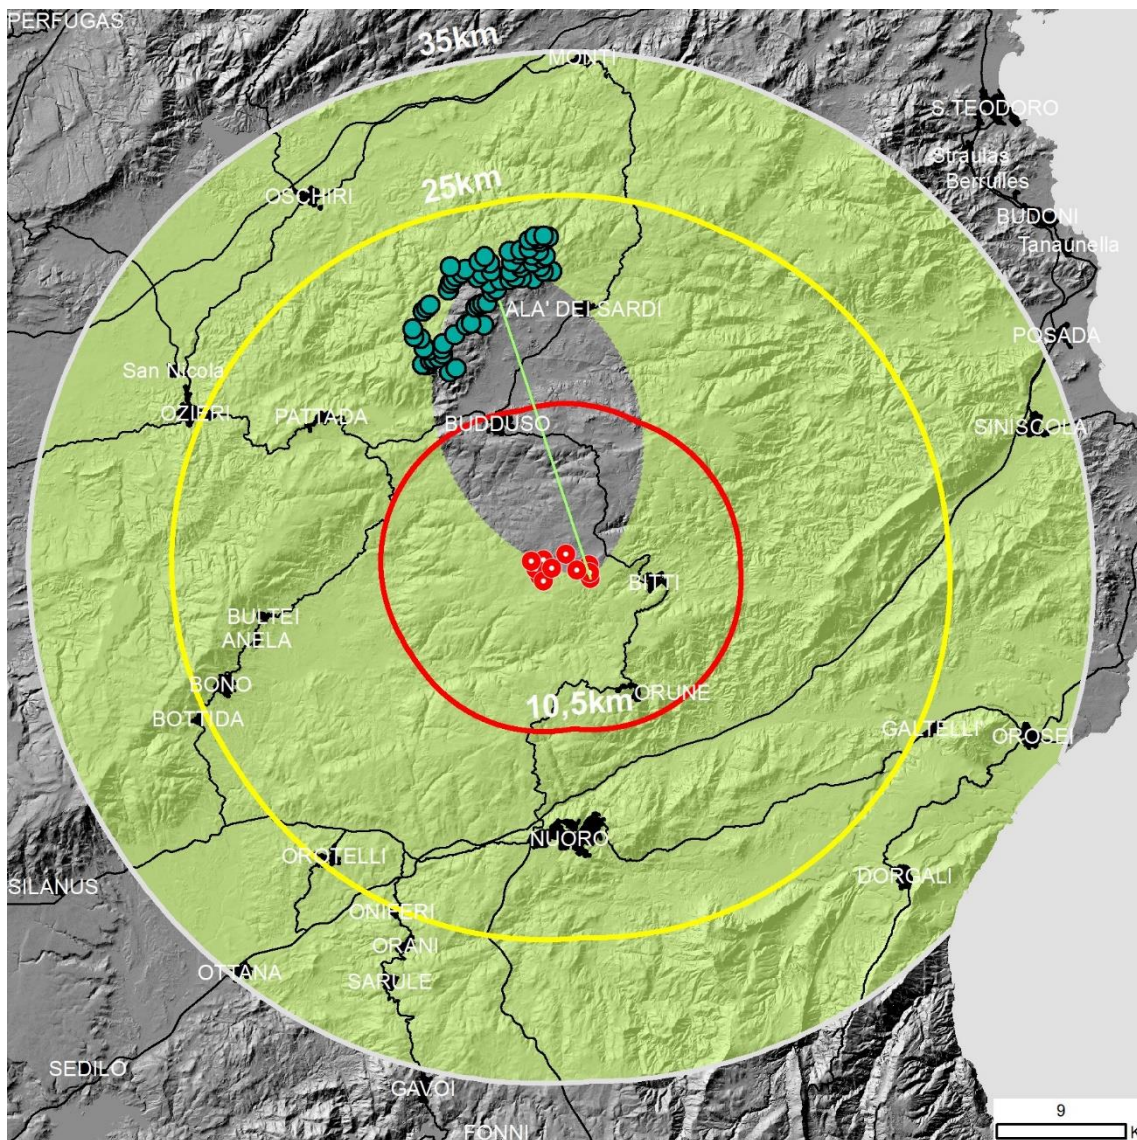 PERFUGAS
35km
MONTI
S.TEODORO
Straulas
Berrulles
25km
OSCHIRI
BUDONI
Tanaunella
ALA' DEI SARDI
POSADA
San Nicola
OZIERI
PATTADA
BUDDUSO
SINISCOLA
BITTI
BULTEI
ANELA
BONO
ORUNE
10,5km
BOTTIDA
GALTELLI'
OROSEI
NUORO
OROTELLI
SILANUS
DORGALI
ONIFERI
ORANI
OTTANA
SARULE
SEDILO
GAVOI
9
FONNI